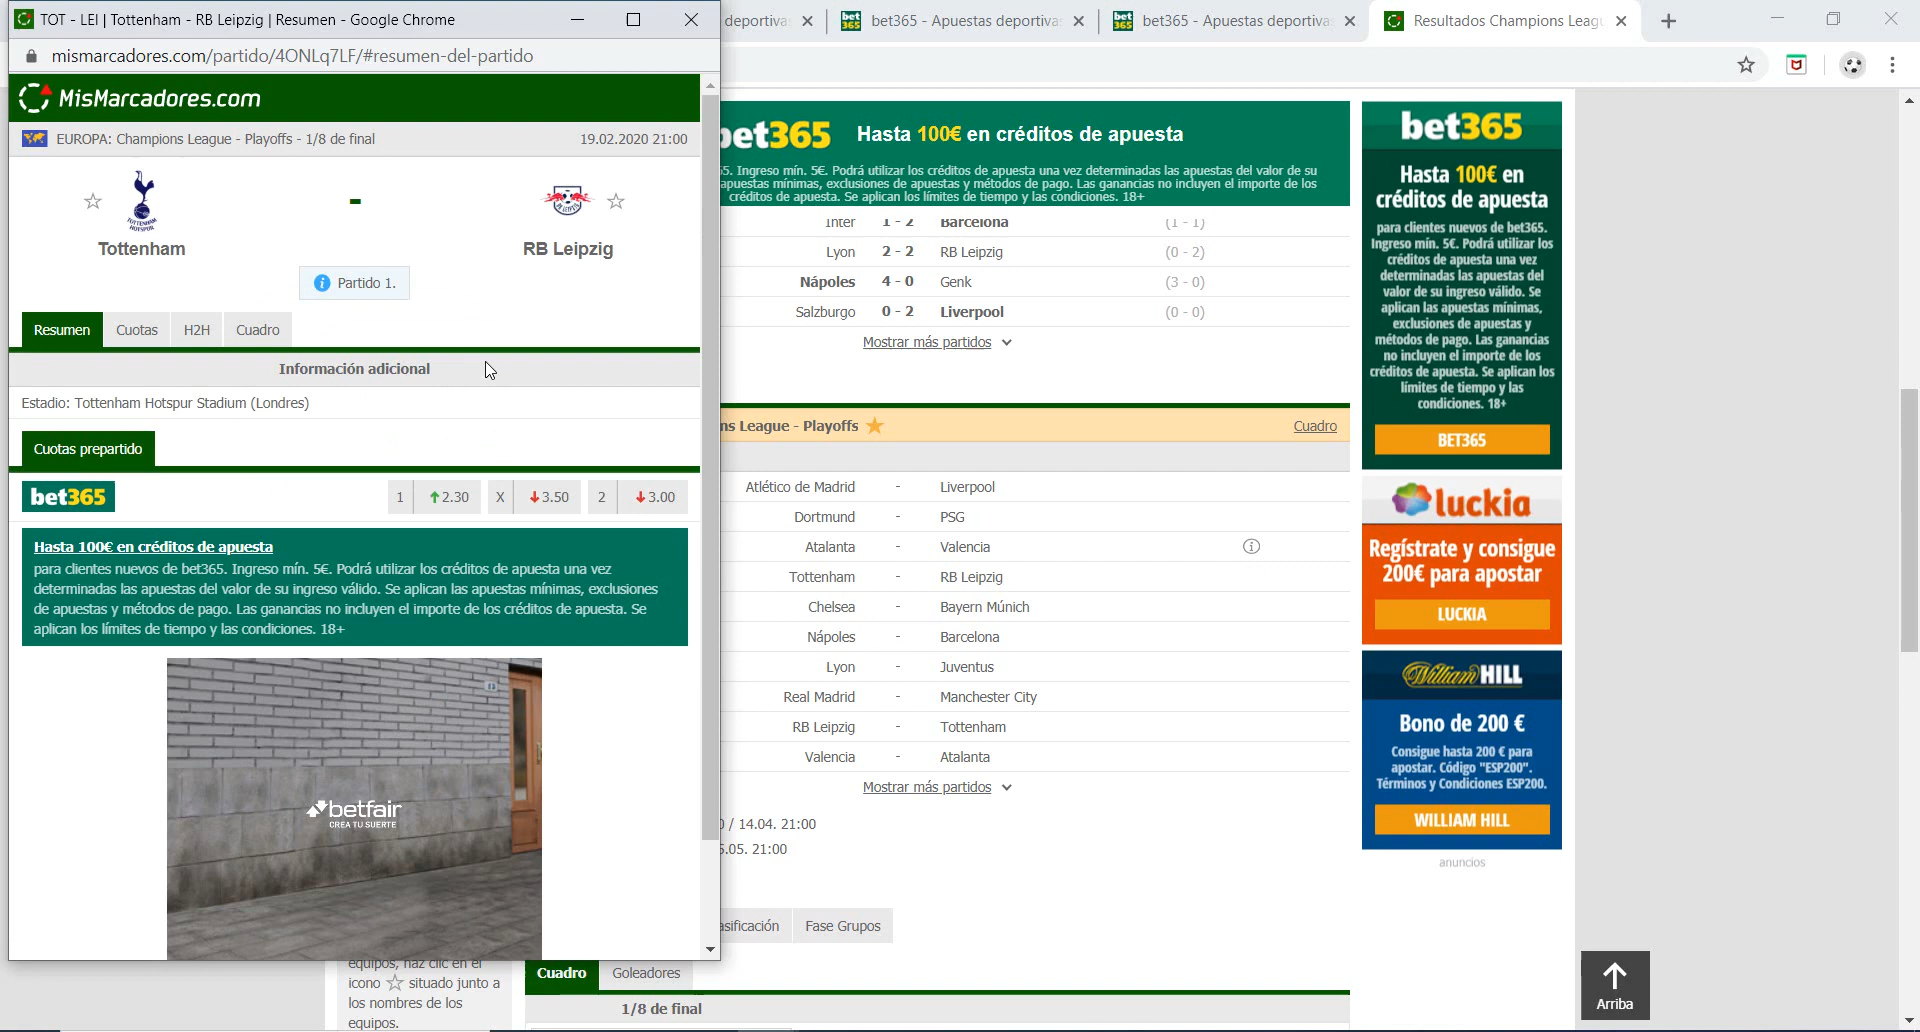 TOT - LEI | Tottenham - RB Leipzig | Resumen - Google Chrome
mismarcadores.com/partido/4ONLq7LF/#resumen-del-partido
MisMarcadores.com
EUROPA: Champions League - Playoffs - 1/8 de final 19.02.2020 21:00
TOTTENHAM
HOTSPUR
-
Tottenham RB Leipzig
Partido 1.
Resumen Cuotas H2H Cuadro
Información adicional
Estadio: Tottenham Hotspur Stadium (Londres)
Cuotas prepartido
bet365 1 2.30 X 3.50 2 3.00
Hasta 100€ en créditos de apuesta
para clientes nuevos de bet365. Ingreso mín. 5€. Podrá utilizar los créditos de apuesta una vez
determinadas las apuestas del valor de su ingreso válido. Se aplican las apuestas mínimas, exclusiones
de apuestas y métodos de pago. Las ganancias no incluyen el importe de los créditos de apuesta. Se
aplican los límites de tiempo y las condiciones. 18+
betfair
CREA TU SUERTE
equipos, haz clic en el
icono situado junto a
los nombres de los
equipos.
deportiva bet365 - Apuestas deportiva bet365 - Apuestas deportiva Resultados Champions Leag
bet365 Hasta 100€ en créditos de apuesta
5. Ingreso mín. 5€. Podrá utilizar los créditos de apuesta una vez determinadas las apuestas del valor de su
apuestas mínimas, exclusiones de apuestas y métodos de pago. Las ganancias no incluyen el importe de los
créditos de apuesta. Se aplican los límites de tiempo y las condiciones. 18+
Inter 1 - 2 Barcelona (1 - 1)
Lyon 2 - 2 RB Leipzig (0 - 2)
Nápoles 4 - 0 Genk (3 - 0)
Salzburgo 0 - 2 Liverpool (0 - 0)
Mostrar más partidos
ns League - Playoffs Cuadro
Atlético de Madrid - Liverpool
Dortmund - PSG
Atalanta - Valencia
Tottenham - RB Leipzig
Chelsea - Bayern Múnich
Nápoles - Barcelona
Lyon - Juventus
Real Madrid - Manchester City
RB Leipzig - Tottenham
Valencia - Atalanta
Mostrar más partidos
/ 14.04. 21:00
.05. 21:00
sificación Fase Grupos
Cuadro Goleadores
1/8 de final
bet365
Hasta 100€ en
créditos de apuesta
para clientes nuevos de bet365.
Ingreso mín. 5€. Podrá utilizar los
créditos de apuesta una vez
determinadas las apuestas del
valor de su ingreso válido. Se
aplican las apuestas mínimas,
exclusiones de apuestas y
métodos de pago. Las ganancias
no incluyen el importe de los
créditos de apuesta. Se aplican los
límites de tiempo y las
condiciones. 18+
BET365
luckia
Regístrate y consigue
200€ para apostar
LUCKIA
William HILL
Bono de 200 €
Consigue hasta 200 € para
apostar. Código "ESP200".
Términos y Condiciones ESP200.
WILLIAM HILL
anuncios
Arriba